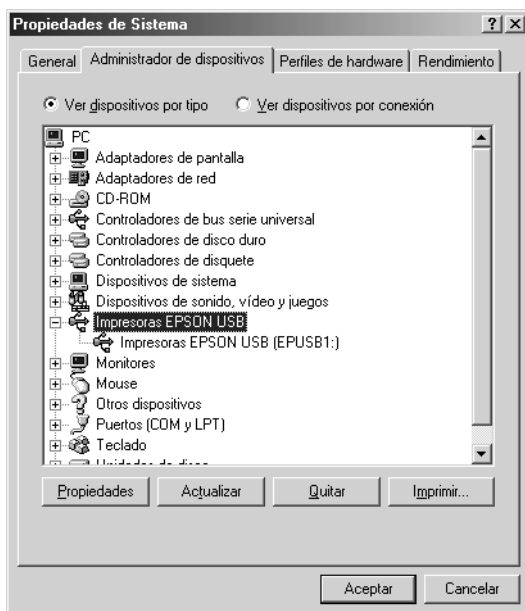 Propiedades de Sistema
General Administrador de dispositivos Perfiles de hardware Rendimiento
Ver dispositivos por tipo Ver dispositivos por conexión
PC
Adaptadores de pantalla
Adaptadores de red
CD-ROM
Controladores de bus serie universal
Controladores de disco duro
Controladores de disquete
Dispositivos de sistema
Dispositivos de sonido, vídeo y juegos
Impresoras EPSON USB
Impresoras EPSON USB (EPUSB1:)
Monitores
Mouse
Otros dispositivos
Puertos (COM y LPT)
Teclado
Propiedades Actualizar Quitar Imprimir...
Aceptar Cancelar